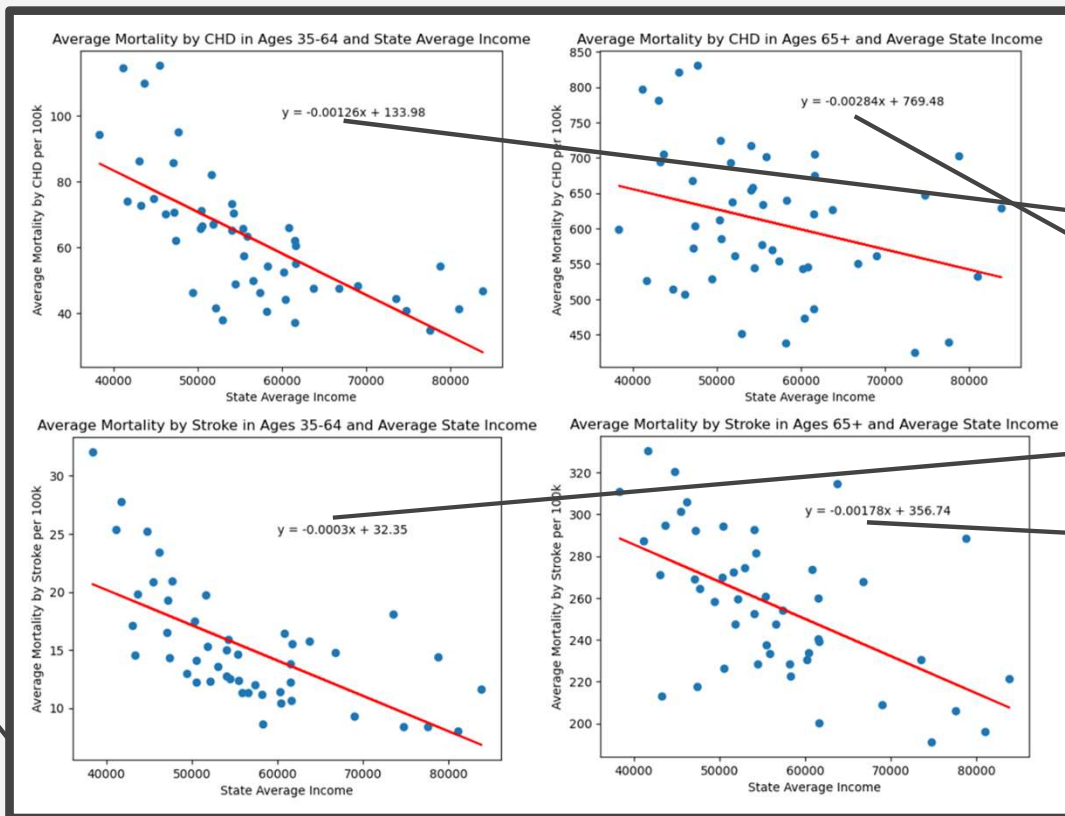 Average Mortality by CHD in Ages 35-64 and State Average Income
Average Mortality by CHD per 100k
100
80
60
40
y = -0.00126x + 133.98
40000 50000 60000 70000 80000
State Average Income
Average Mortality by CHD in Ages 65+ and Average State Income
Average Mortality by CHD per 100k
850
800
750
700
650
600
550
500
450
y = -0.00284x + 769.48
40000 50000 60000 70000 80000
State Average Income
Average Mortality by Stroke in Ages 35-64 and Average State Income
Average Mortality by Stroke per 100k
30
25
20
15
10
y = -0.0003x + 32.35
40000 50000 60000 70000 80000
State Average Income
Average Mortality by Stroke in Ages 65+ and Average State Income
Average Mortality by Stroke per 100k
320
300
280
260
240
220
200
y = -0.00178x + 356.74
40000 50000 60000 70000 80000
State Average Income